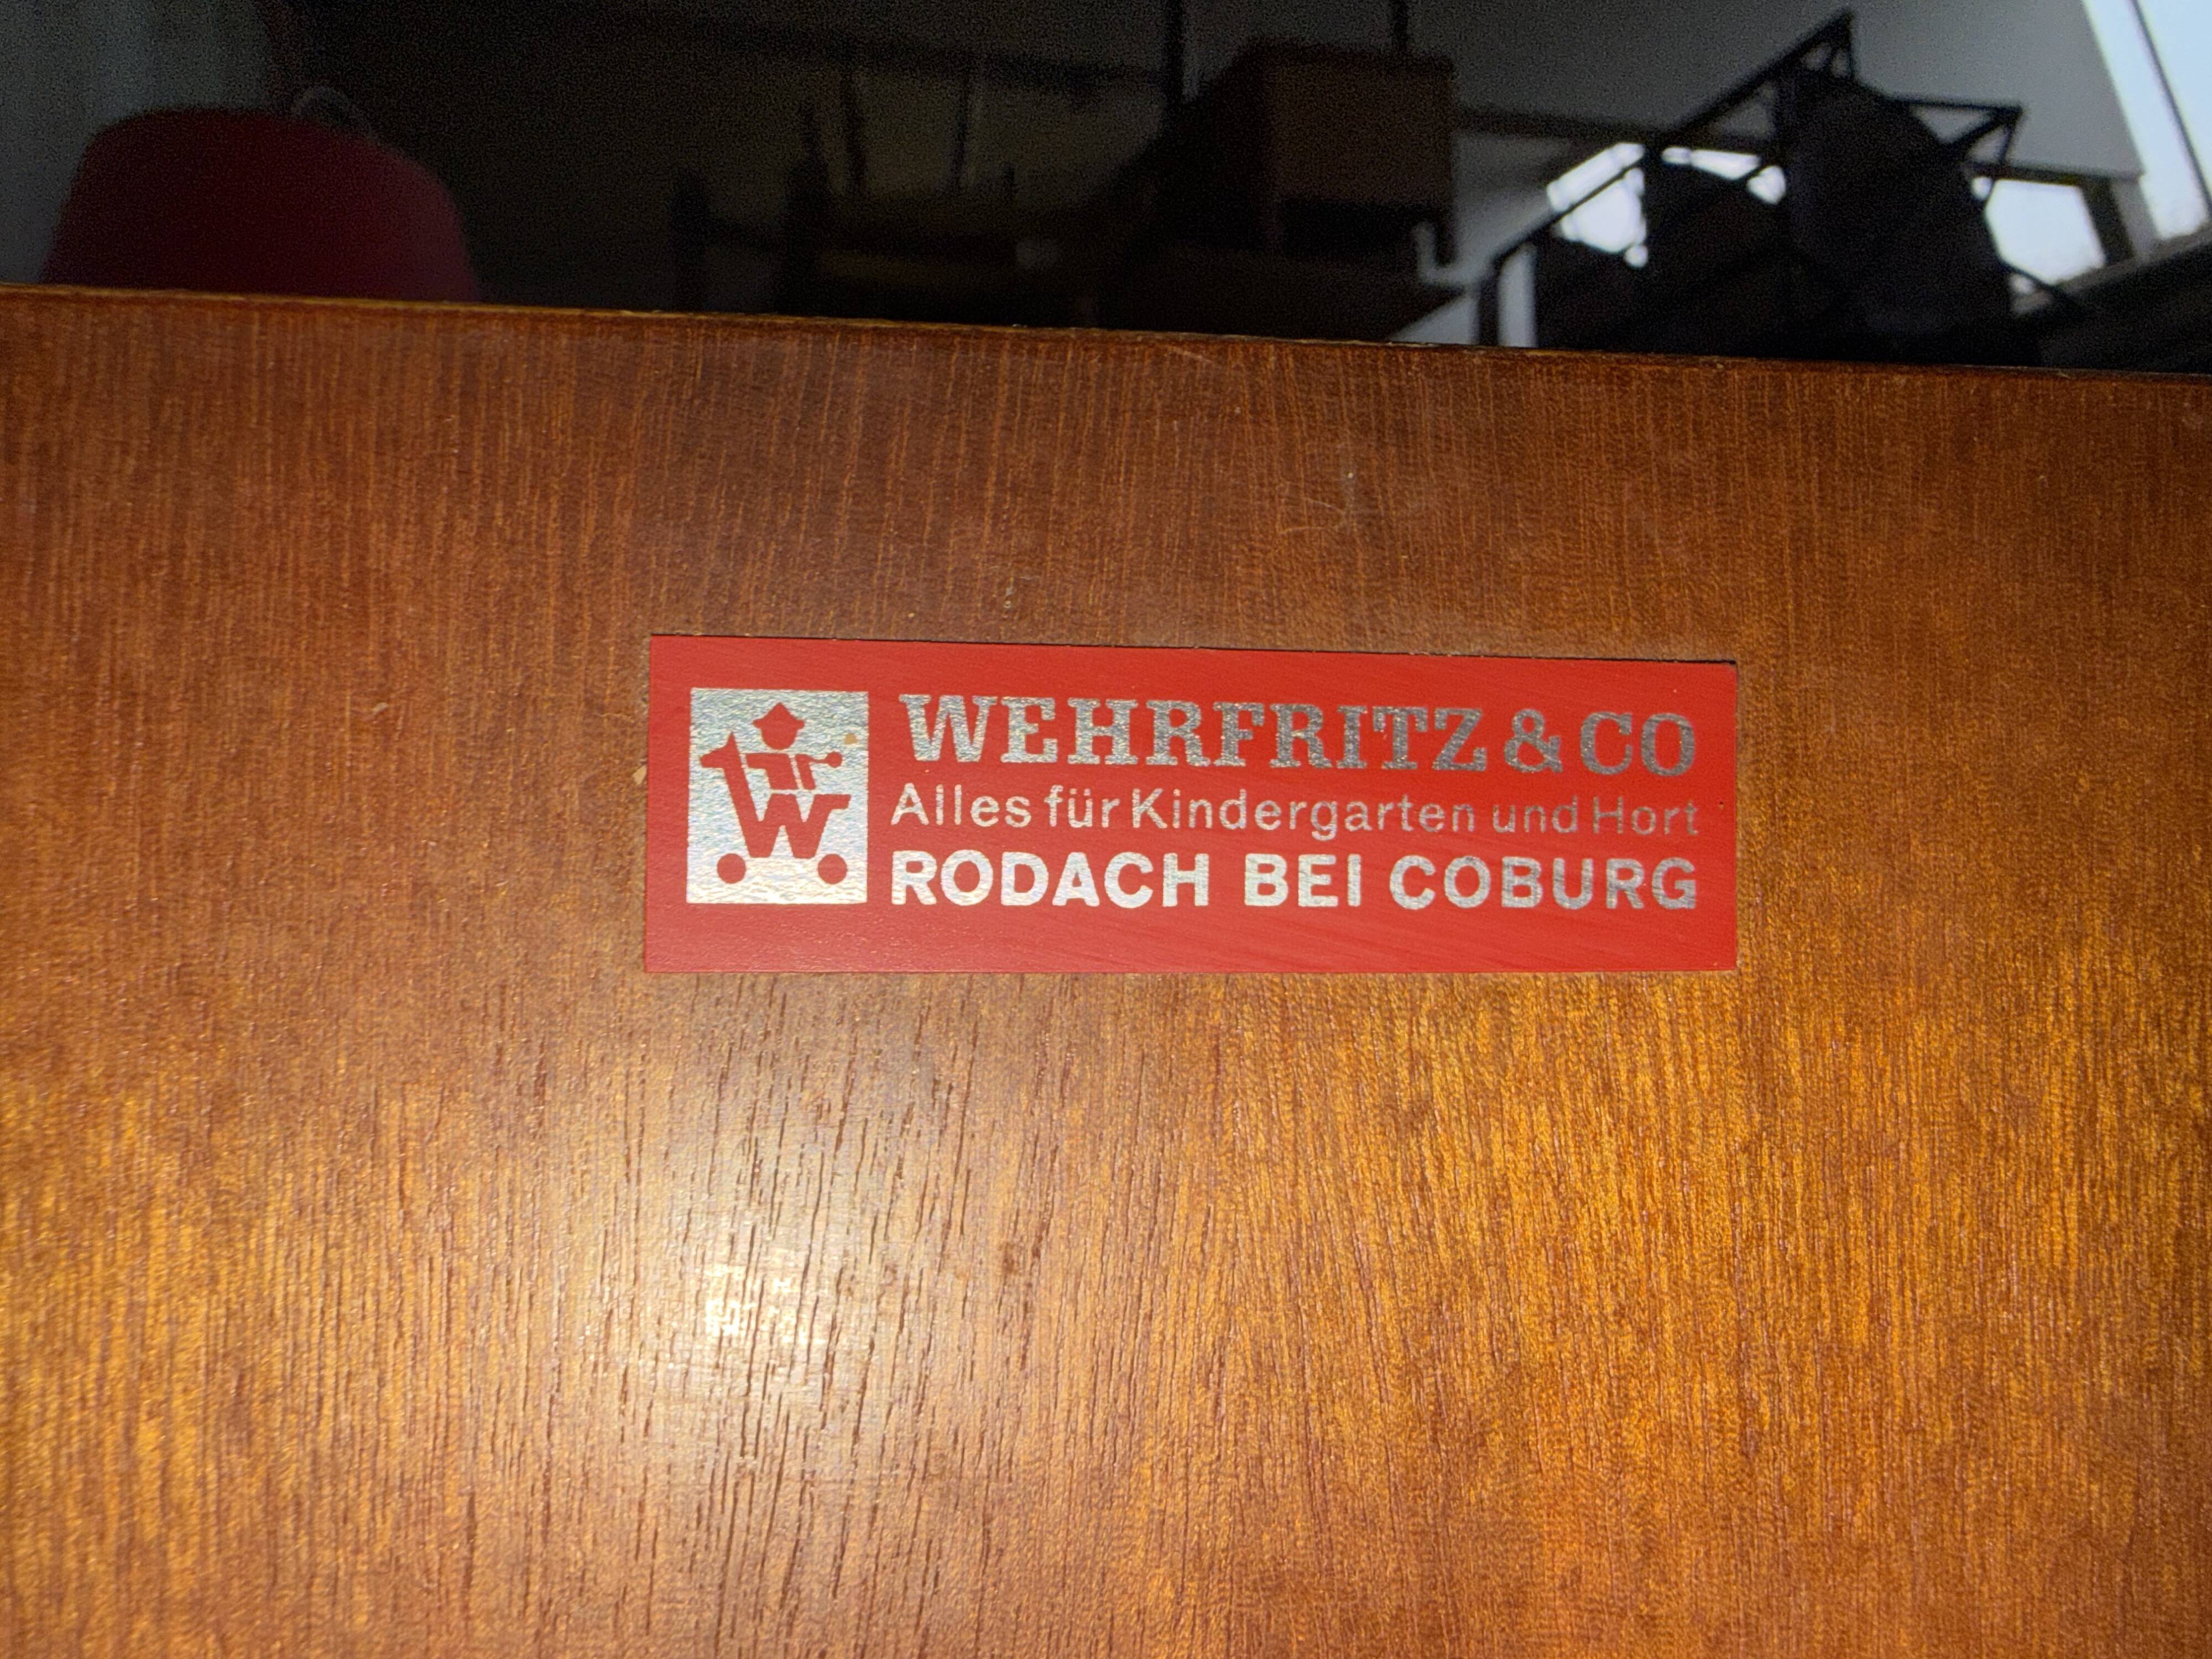 WEHRFRITZ & CO
Alles für Kindergarten und Hort
RODACH BEI COBURG